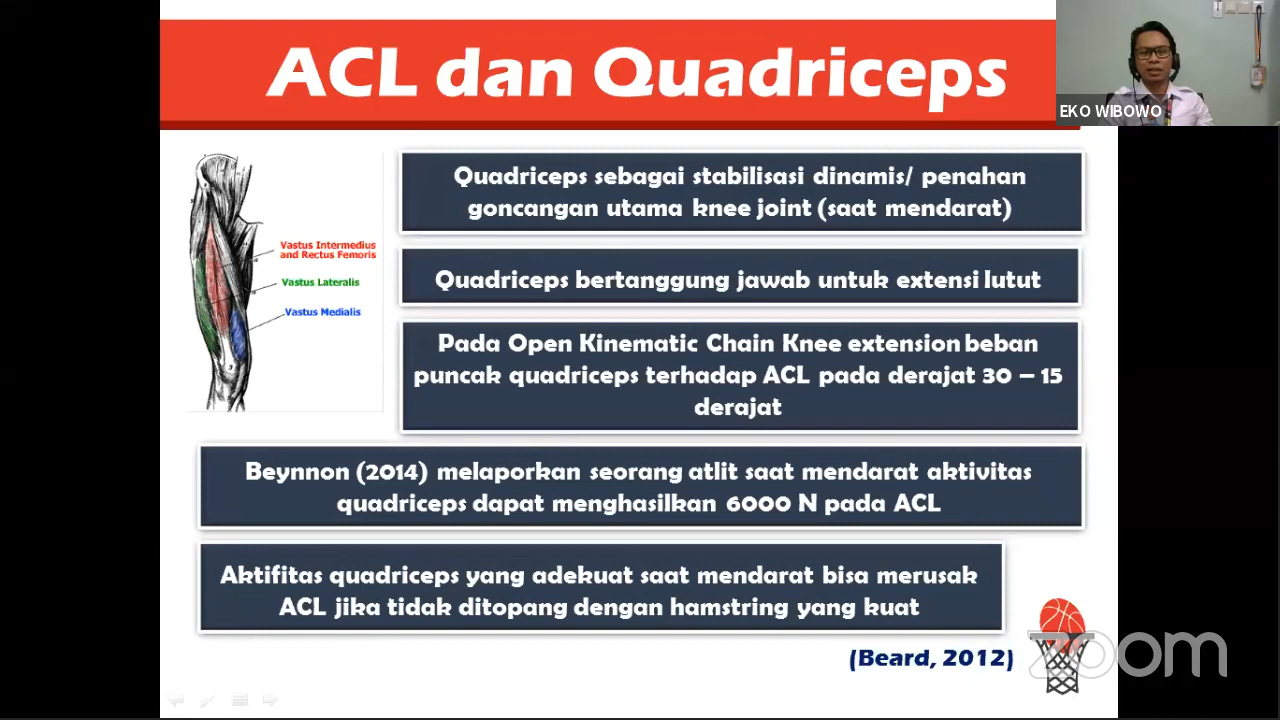 ACL dan Quadriceps
EKO WIBOWO
Vastus Intermedius
and Rectus Femoris
Vastus Lateralis
Vastus Medialis
Quadriceps sebagai stabilisasi dinamis/ penahan
goncangan utama knee joint (saat mendarat)
Quadriceps bertanggung jawab untuk extensi lutut
Pada Open Kinematic Chain Knee extension beban
puncak quadriceps terhadap ACL pada derajat 30 – 15
derajat
Beynnon (2014) melaporkan seorang atlit saat mendarat aktivitas
quadriceps dapat menghasilkan 6000 N pada ACL
Aktifitas quadriceps yang adekuat saat mendarat bisa merusak
ACL jika tidak ditopang dengan hamstring yang kuat
(Beard, 2012)
zoom